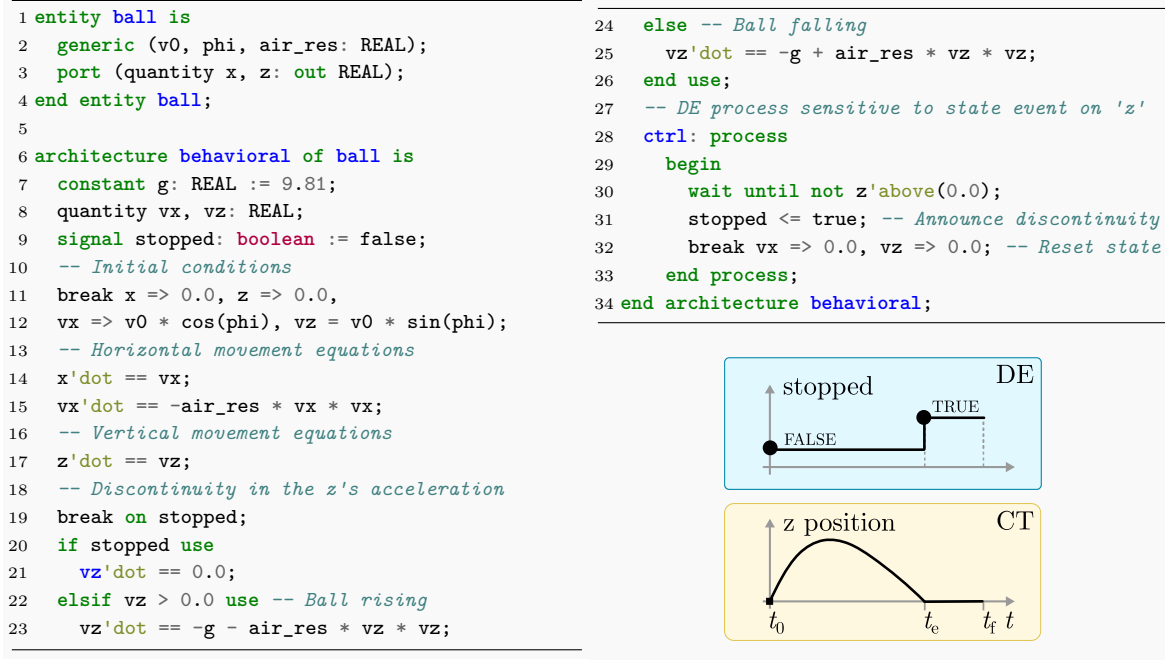 1 entity ball is
2   generic (v0, phi, air_res: REAL);
3   port (quantity x, z: out REAL);
4 end entity ball;
5
6 architecture behavioral of ball is
7   constant g: REAL := 9.81;
8   quantity vx, vz: REAL;
9   signal stopped: boolean := false;
10   -- Initial conditions
11   break x => 0.0, z => 0.0,
12   vx => v0 * cos(phi), vz = v0 * sin(phi);
13   -- Horizontal movement equations
14   x'dot == vx;
15   vx'dot == -air_res * vx * vx;
16   -- Vertical movement equations
17   z'dot == vz;
18   -- Discontinuity in the z's acceleration
19   break on stopped;
20   if stopped use
21     vz'dot == 0.0;
22   elsif vz > 0.0 use -- Ball rising
23     vz'dot == -g - air_res * vz * vz;
24   else -- Ball falling
25     vz'dot == -g + air_res * vz * vz;
26   end use;
27   -- DE process sensitive to state event on 'z'
28   ctrl: process
29     begin
30       wait until not z'above(0.0);
31       stopped <= true; -- Announce discontinuity
32       break vx => 0.0, vz => 0.0; -- Reset state
33     end process;
34 end architecture behavioral;
DE
stopped
TRUE
FALSE
z position
CT
t0 te tf t